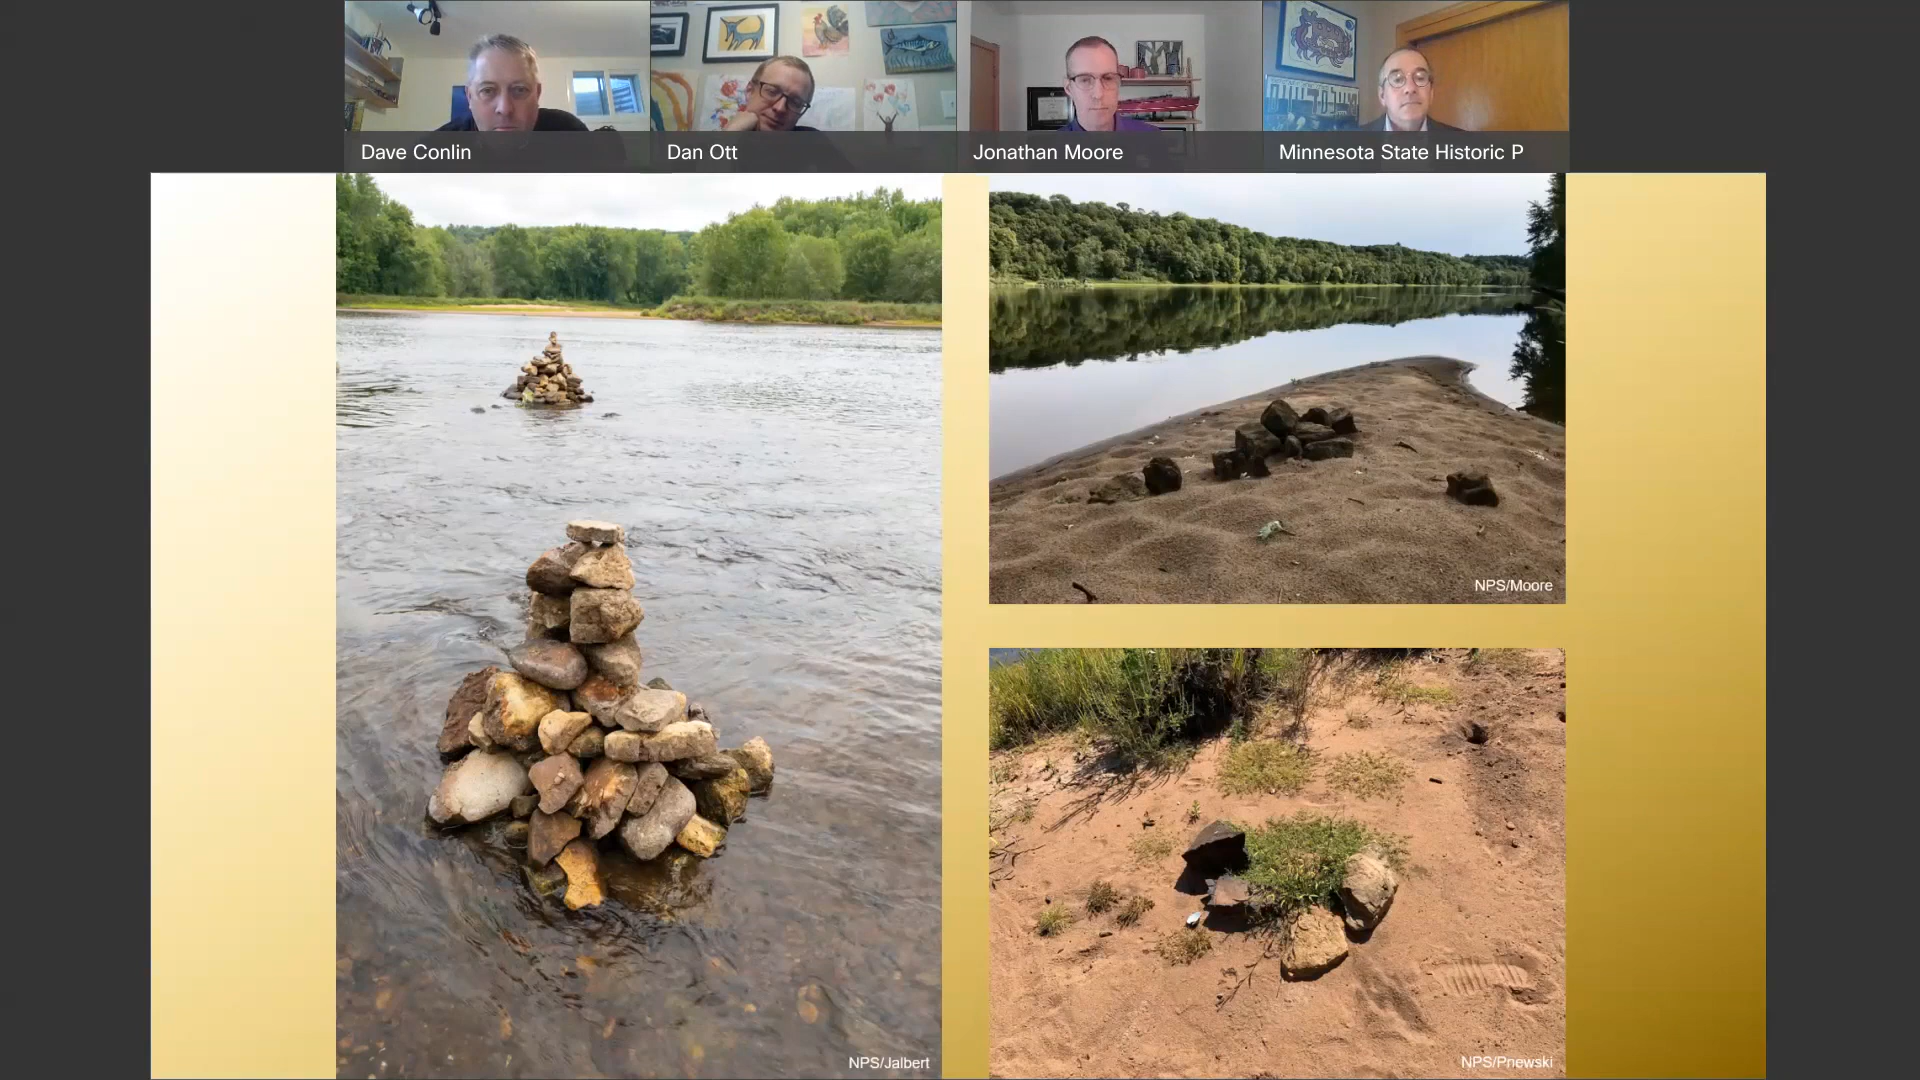 Dave Conlin
Dan Ott
Jonathan Moore
Minnesota State Historic P
NPS/Moore
NPS/Jalbert
NPS/Pnewski